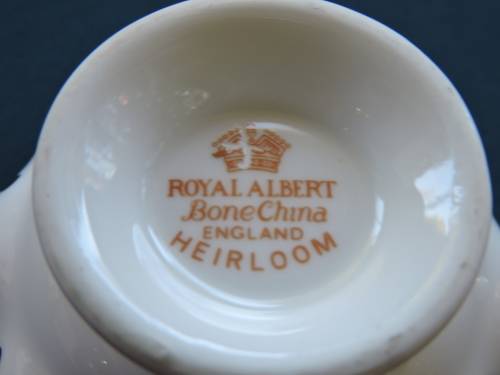 ROYAL ALBERT
Bone China
ENGLAND
HEIRLOOM